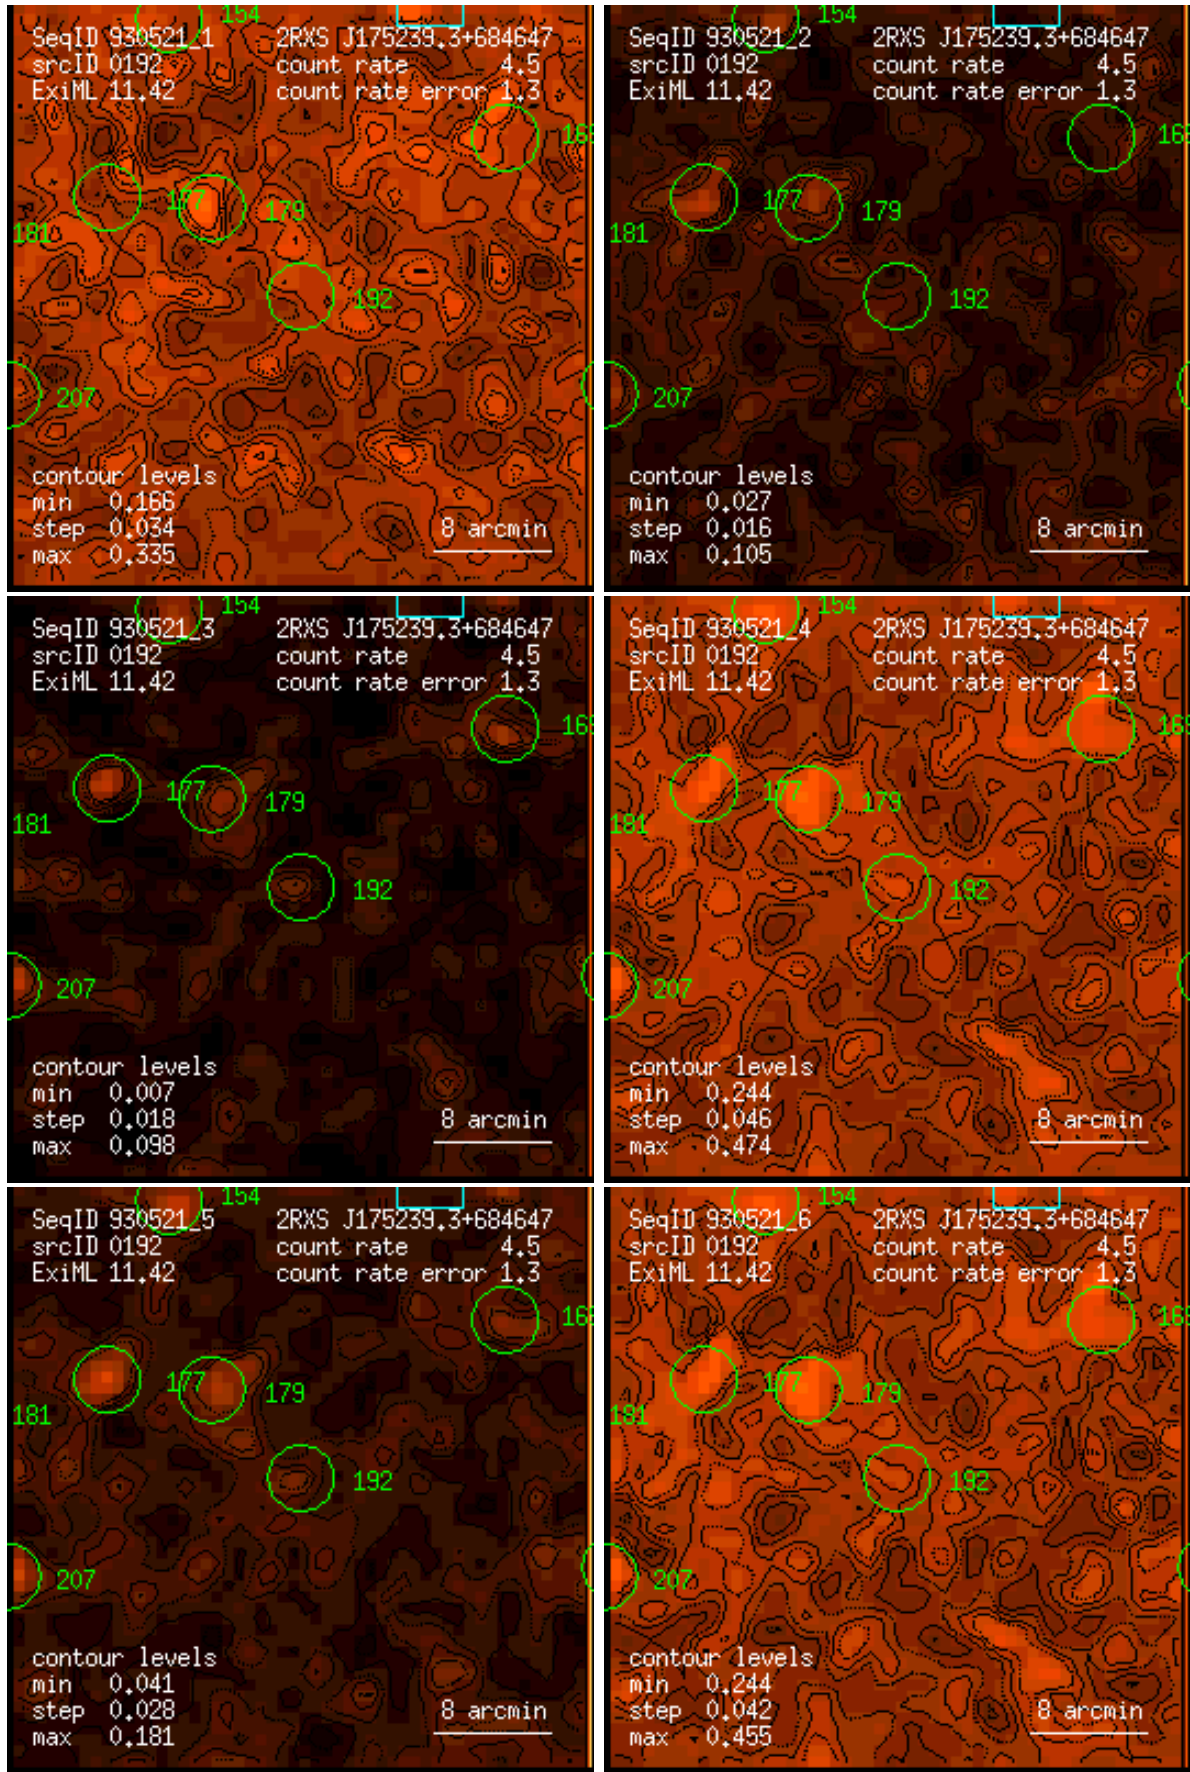 154
SeqID 930521_1 2RXS J175239.3+684647
srcID 0192 count rate 4.5
ExiML 11.42 count rate error 1.3
177
179
181
192
207
contour levels
min 0.166
step 0.034 8 arcmin
max 0.335
154
SeqID 930521_2 2RXS J175239.3+684647
srcID 0192 count rate 4.5
ExiML 11.42 count rate error 1.3
177
179
181
192
207
contour levels
min 0.027
step 0.016 8 arcmin
max 0.105
154
SeqID 930521_3 2RXS J175239.3+684647
srcID 0192 count rate 4.5
ExiML 11.42 count rate error 1.3
177
179
181
192
207
contour levels
min 0.007
step 0.018 8 arcmin
max 0.098
154
SeqID 930521_4 2RXS J175239.3+684647
srcID 0192 count rate 4.5
ExiML 11.42 count rate error 1.3
177
179
181
192
207
contour levels
min 0.244
step 0.046 8 arcmin
max 0.474
154
SeqID 930521_5 2RXS J175239.3+684647
srcID 0192 count rate 4.5
ExiML 11.42 count rate error 1.3
177
179
181
192
207
contour levels
min 0.041
step 0.028 8 arcmin
max 0.181
154
SeqID 930521_6 2RXS J175239.3+684647
srcID 0192 count rate 4.5
ExiML 11.42 count rate error 1.3
177
179
181
192
207
contour levels
min 0.244
step 0.042 8 arcmin
max 0.455